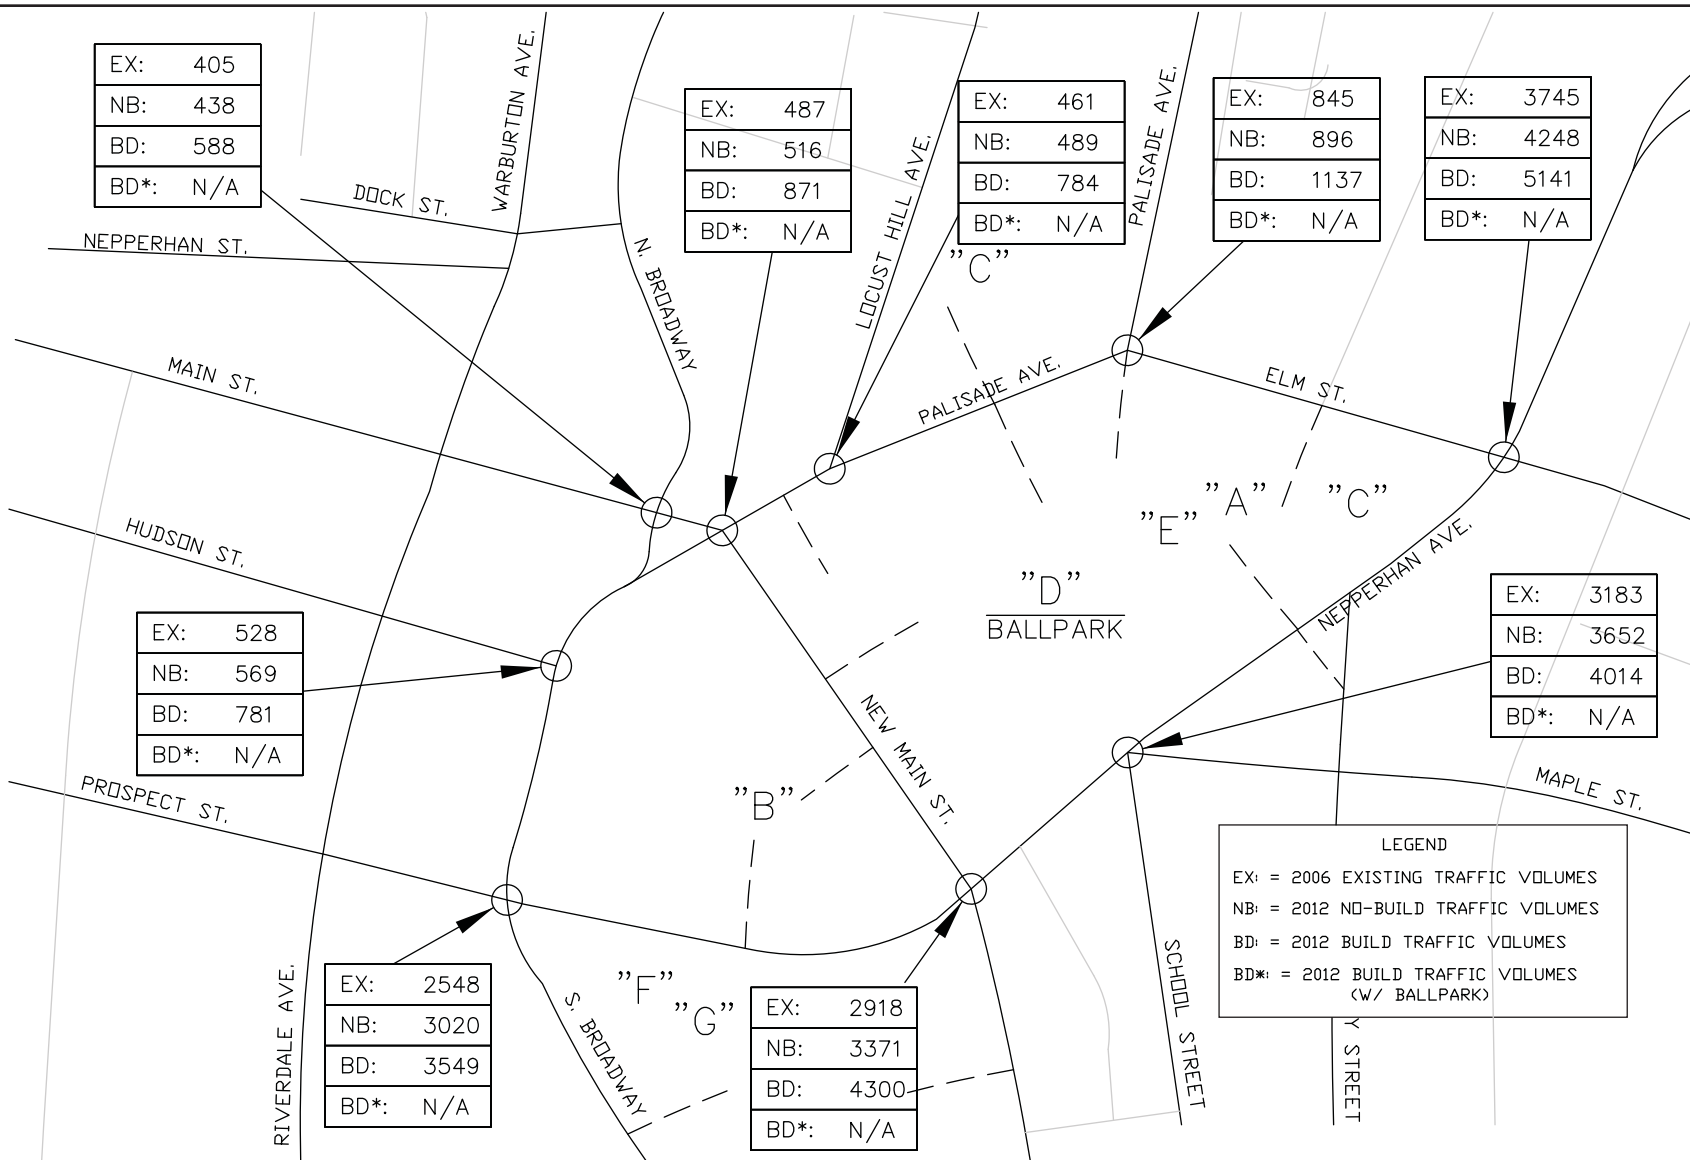 EX: 405
NB: 438
BD: 588
BD*: N/A
WARBURTON AVE.
EX: 487
NB: 516
BD: 871
BD*: N/A
EX: 461
NB: 489
BD: 784
BD*: N/A
PALISADE AVE.
EX: 845
NB: 896
BD: 1137
BD*: N/A
EX: 3745
NB: 4248
BD: 5141
BD*: N/A
DOCK ST.
NEPPERHAN ST.
N. BROADWAY
LOCUST HILL AVE.
"C"
MAIN ST.
PALISADE AVE.
ELM ST.
HUDSON ST.
"E"
"A"
"C"
"D"
BALLPARK
NEPPERHAN AVE.
EX: 528
NB: 569
BD: 781
BD*: N/A
EX: 3183
NB: 3652
BD: 4014
BD*: N/A
NEW MAIN ST.
PROSPECT ST.
"B"
MAPLE ST.
LEGEND
EX: = 2006 EXISTING TRAFFIC VOLUMES
NB: = 2012 NO-BUILD TRAFFIC VOLUMES
BD: = 2012 BUILD TRAFFIC VOLUMES
BD*: = 2012 BUILD TRAFFIC VOLUMES
(W/ BALLPARK)
RIVERDALE AVE.
EX: 2548
NB: 3020
BD: 3549
BD*: N/A
S. BROADWAY
"F"
"G"
EX: 2918
NB: 3371
BD: 4300
BD*: N/A
SCHOOL STREET
Y STREET